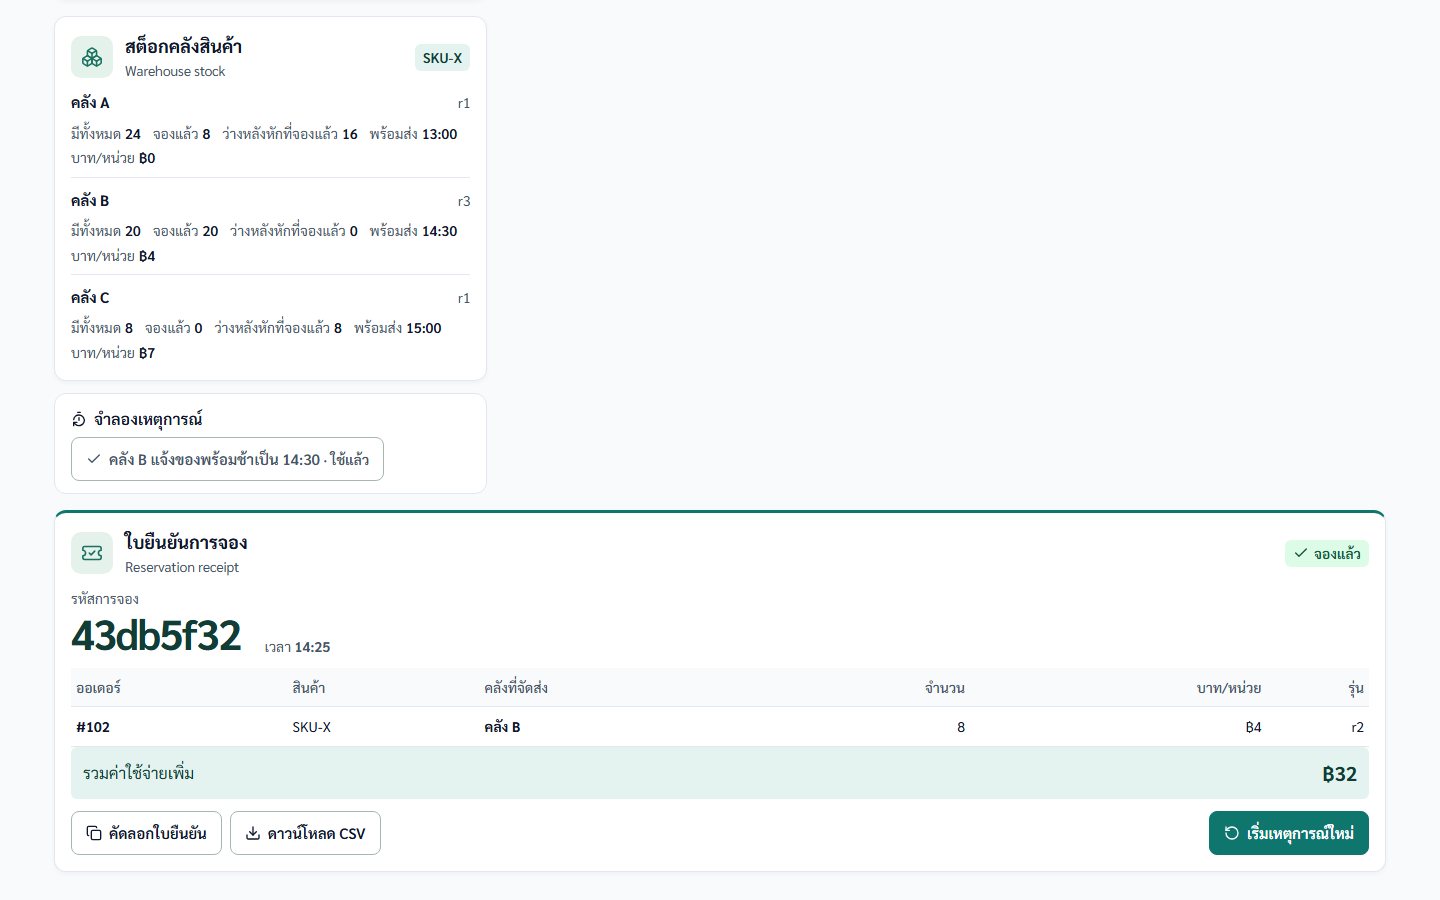 สต็อกคลังสินค้า
Warehouse stock
SKU-X
คลัง A
r1
มีทั้งหมด 24 จองแล้ว 8 ว่างหลังหักที่จองแล้ว 16 พร้อมส่ง 13:00
บาท/หน่วย ฿0
คลัง B
r3
มีทั้งหมด 20 จองแล้ว 20 ว่างหลังหักที่จองแล้ว 0 พร้อมส่ง 14:30
บาท/หน่วย ฿4
คลัง C
r1
มีทั้งหมด 8 จองแล้ว 0 ว่างหลังหักที่จองแล้ว 8 พร้อมส่ง 15:00
บาท/หน่วย ฿7
จำลองเหตุการณ์
คลัง B แจ้งของพร้อมช้าเป็น 14:30 · ใช้แล้ว
ใบยืนยันการจอง
Reservation receipt
จองแล้ว
รหัสการจอง
43db5f32 เวลา 14:25
ออเดอร์ สินค้า คลังที่จัดส่ง จำนวน บาท/หน่วย รุ่น
#102 SKU-X คลัง B 8 ฿4 r2
รวมค่าใช้จ่ายเพิ่ม ฿32
คัดลอกใบยืนยัน ดาวน์โหลด CSV เริ่มเหตุการณ์ใหม่